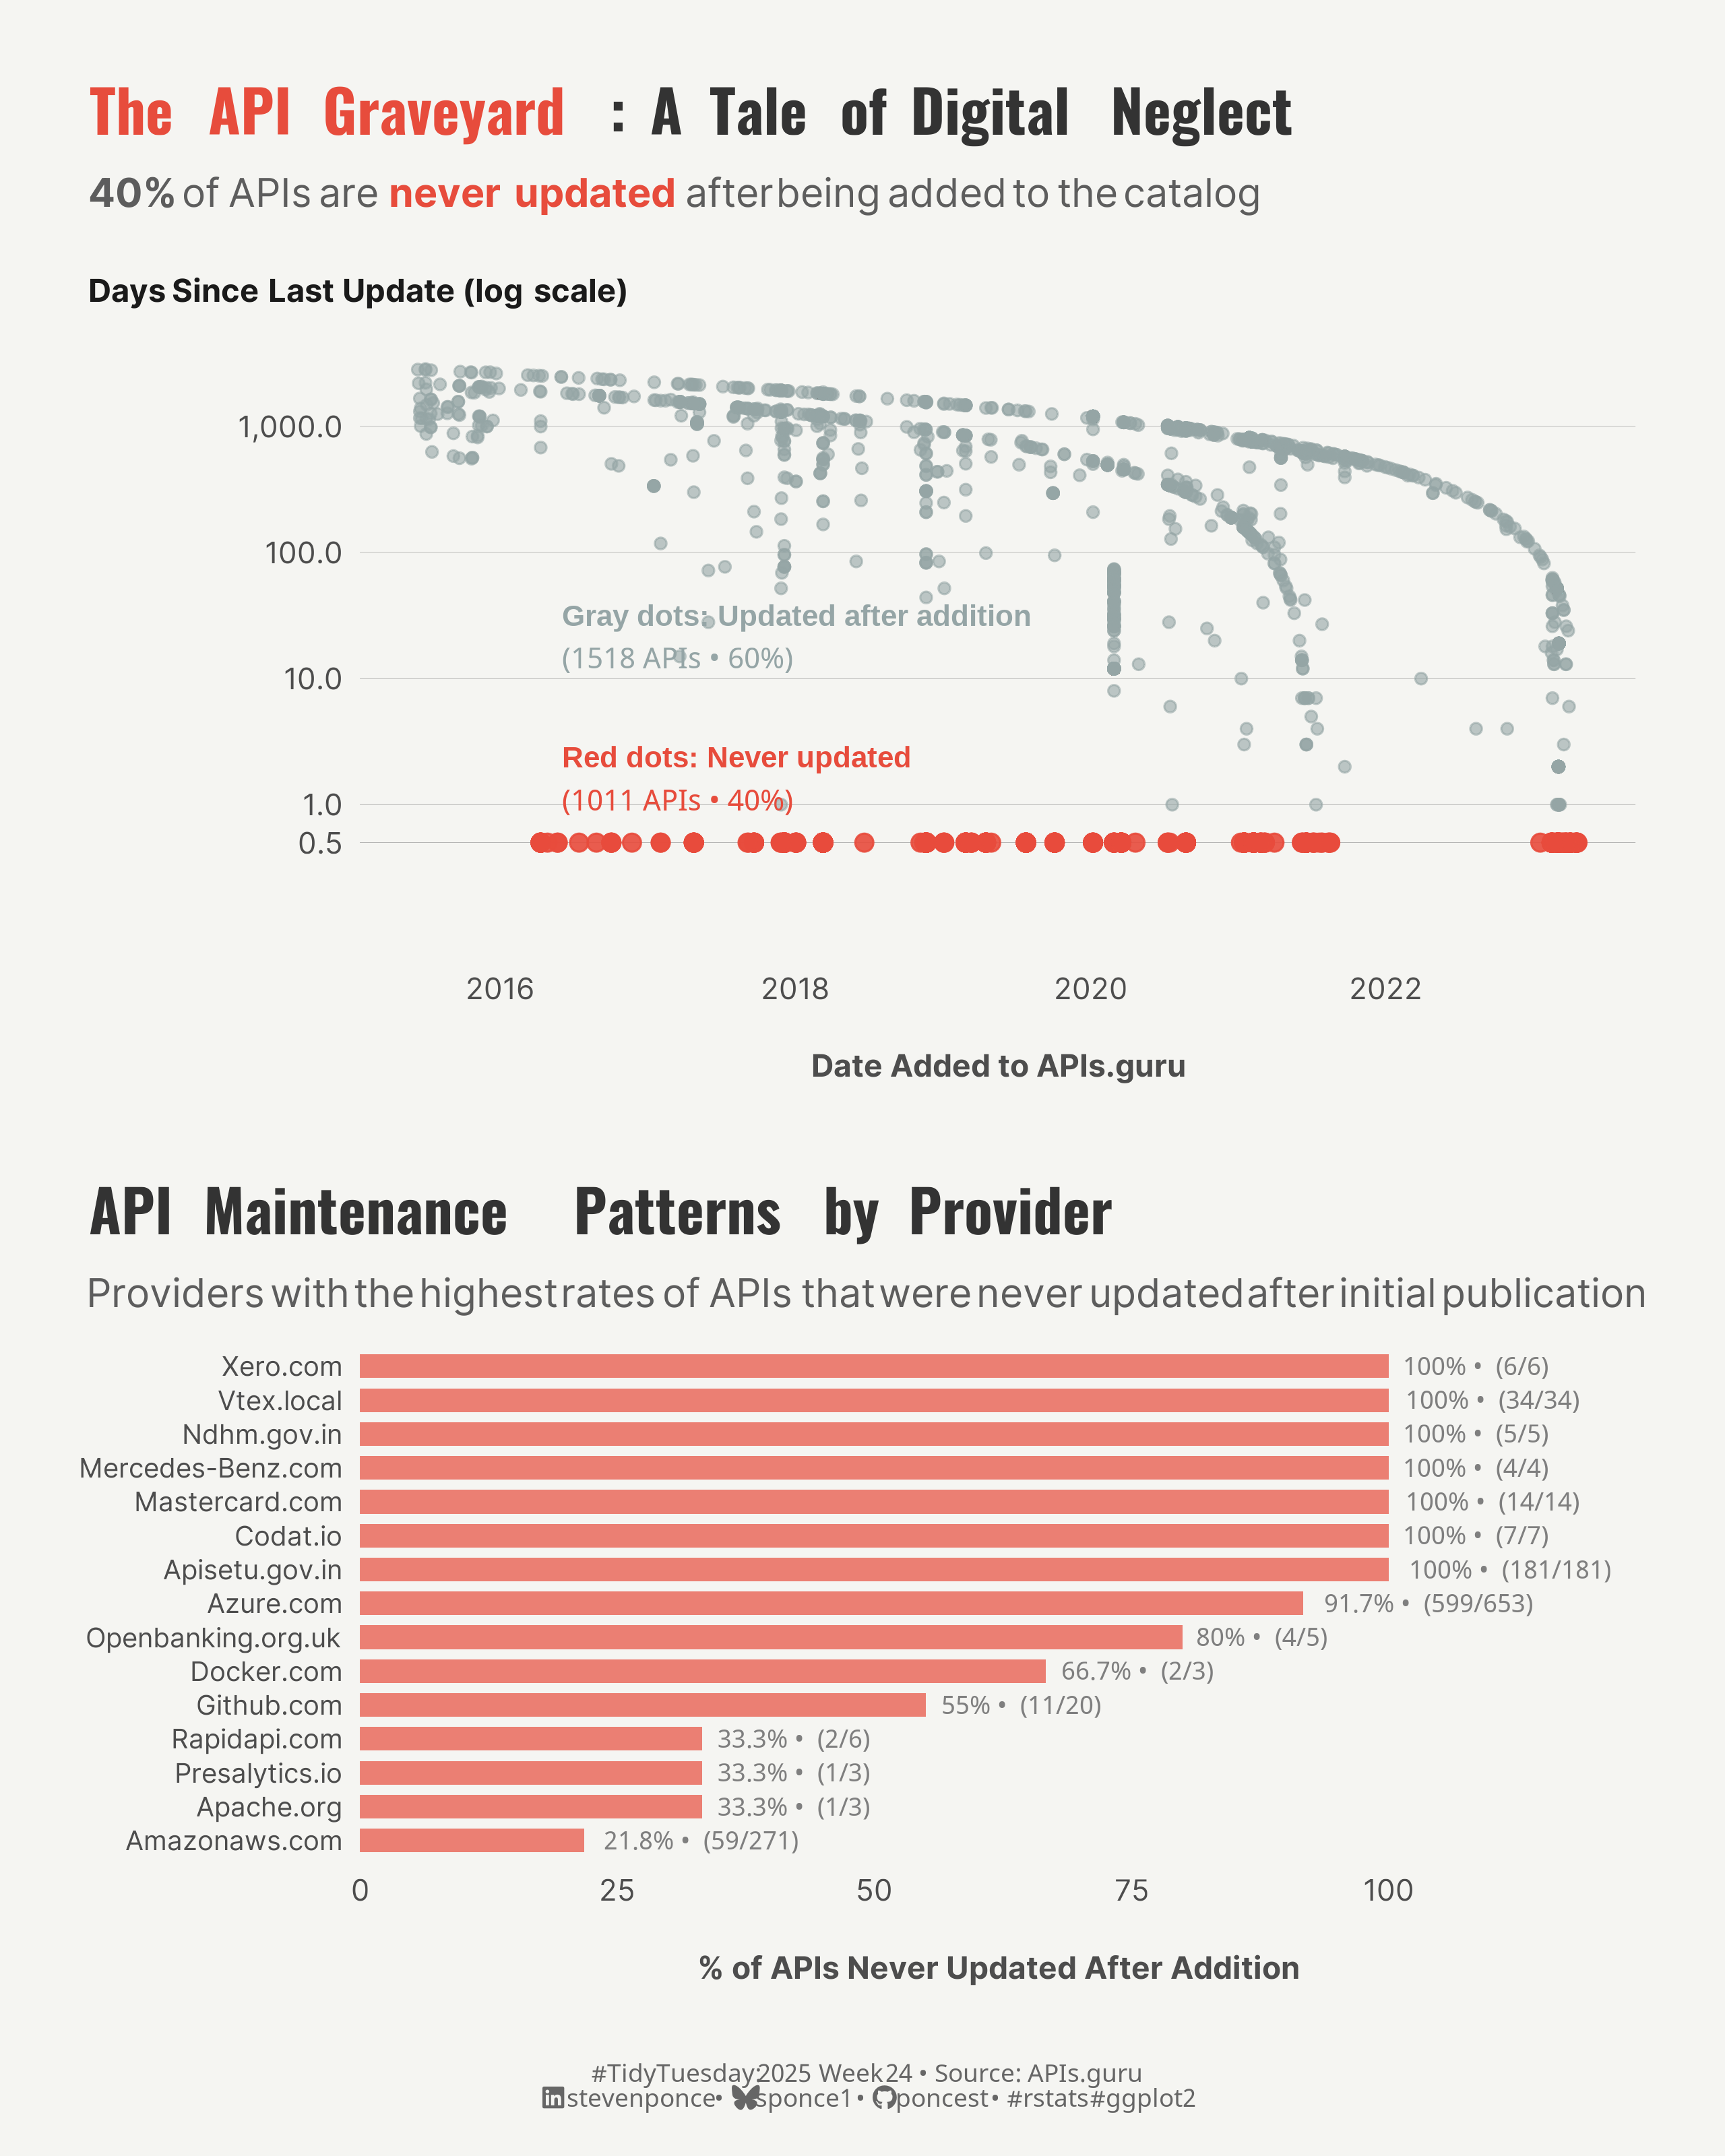 The API Graveyard : A Tale of Digital Neglect
40% of APIs are never updated after being added to the catalog
Days Since Last Update (log scale)
1,000.0
100.0
Gray dots: Updated after addition
(1518 APIs • 60%)
10.0
Red dots: Never updated
(1011 APIs • 40%)
1.0
0.5
2016 2018 2020 2022
Date Added to APIs.guru
API Maintenance Patterns by Provider
Providers with the highest rates of APIs that were never updated after initial publication
Xero.com 100% • (6/6)
Vtex.local 100% • (34/34)
Ndhm.gov.in 100% • (5/5)
Mercedes-Benz.com 100% • (4/4)
Mastercard.com 100% • (14/14)
Codat.io 100% • (7/7)
Apisetu.gov.in 100% • (181/181)
Azure.com 91.7% • (599/653)
Openbanking.org.uk 80% • (4/5)
Docker.com 66.7% • (2/3)
Github.com 55% • (11/20)
Rapidapi.com 33.3% • (2/6)
Presalytics.io 33.3% • (1/3)
Apache.org 33.3% • (1/3)
Amazonaws.com 21.8% • (59/271)
0 25 50 75 100
% of APIs Never Updated After Addition
#TidyTuesday: 2025 Week 24 • Source: APIs.guru
stevenponce • sponce1 • poncest • #rstats #ggplot2